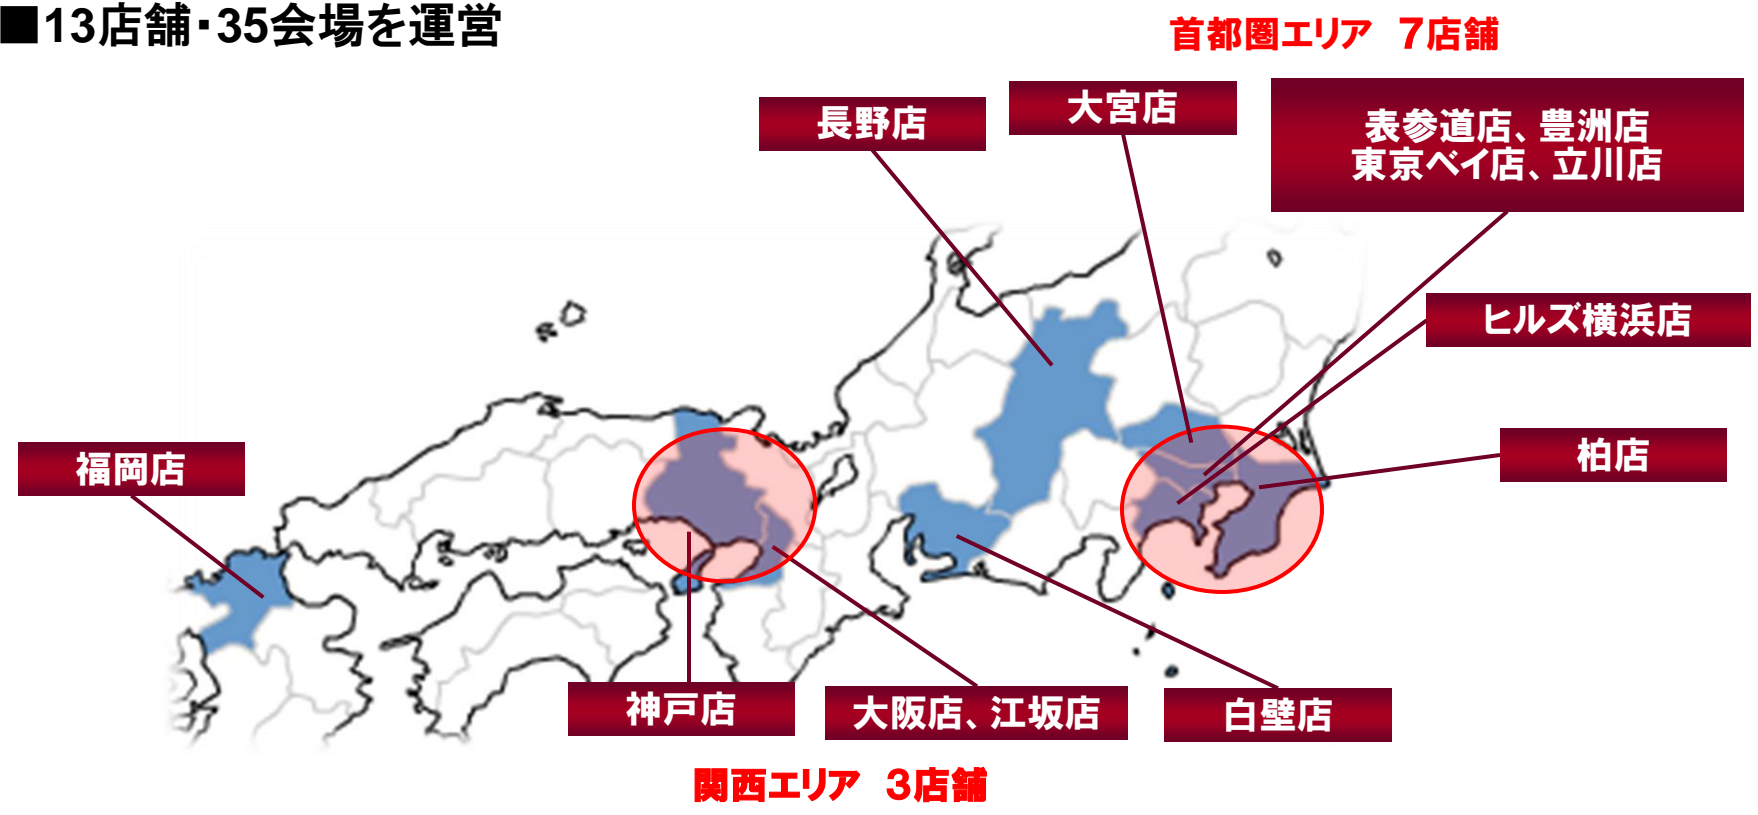 ■13店舗・35会場を運営
首都圏エリア　7店舗
長野店
大宮店
表参道店、豊洲店
東京ベイ店、立川店
ヒルズ横浜店
柏店
福岡店
神戸店
大阪店、江坂店
白壁店
関西エリア　3店舗